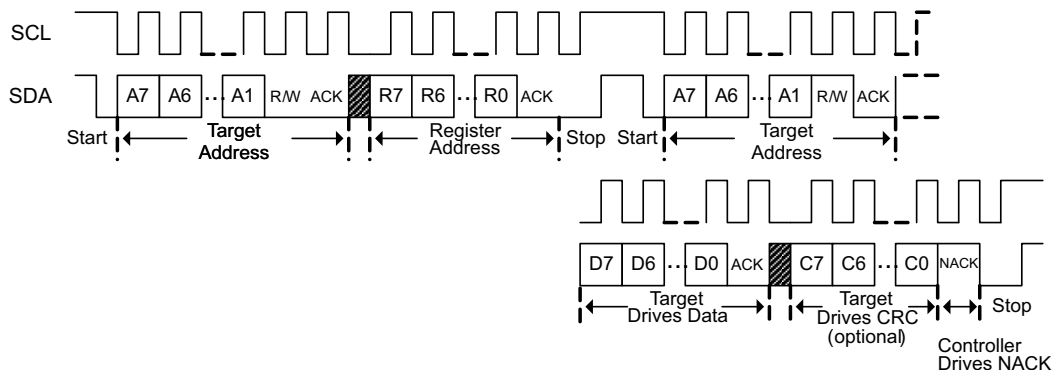 SCL
SDA A7 A6 ... A1 R/W ACK R7 R6 ... R0 ACK A7 A6 ... A1 R/W ACK
Start Target Address Register Address Stop Start Target Address
D7 D6 ... D0 ACK C7 C6 ... C0 NACK
Target Drives Data Target Drives CRC (optional) Stop
Controller Drives NACK